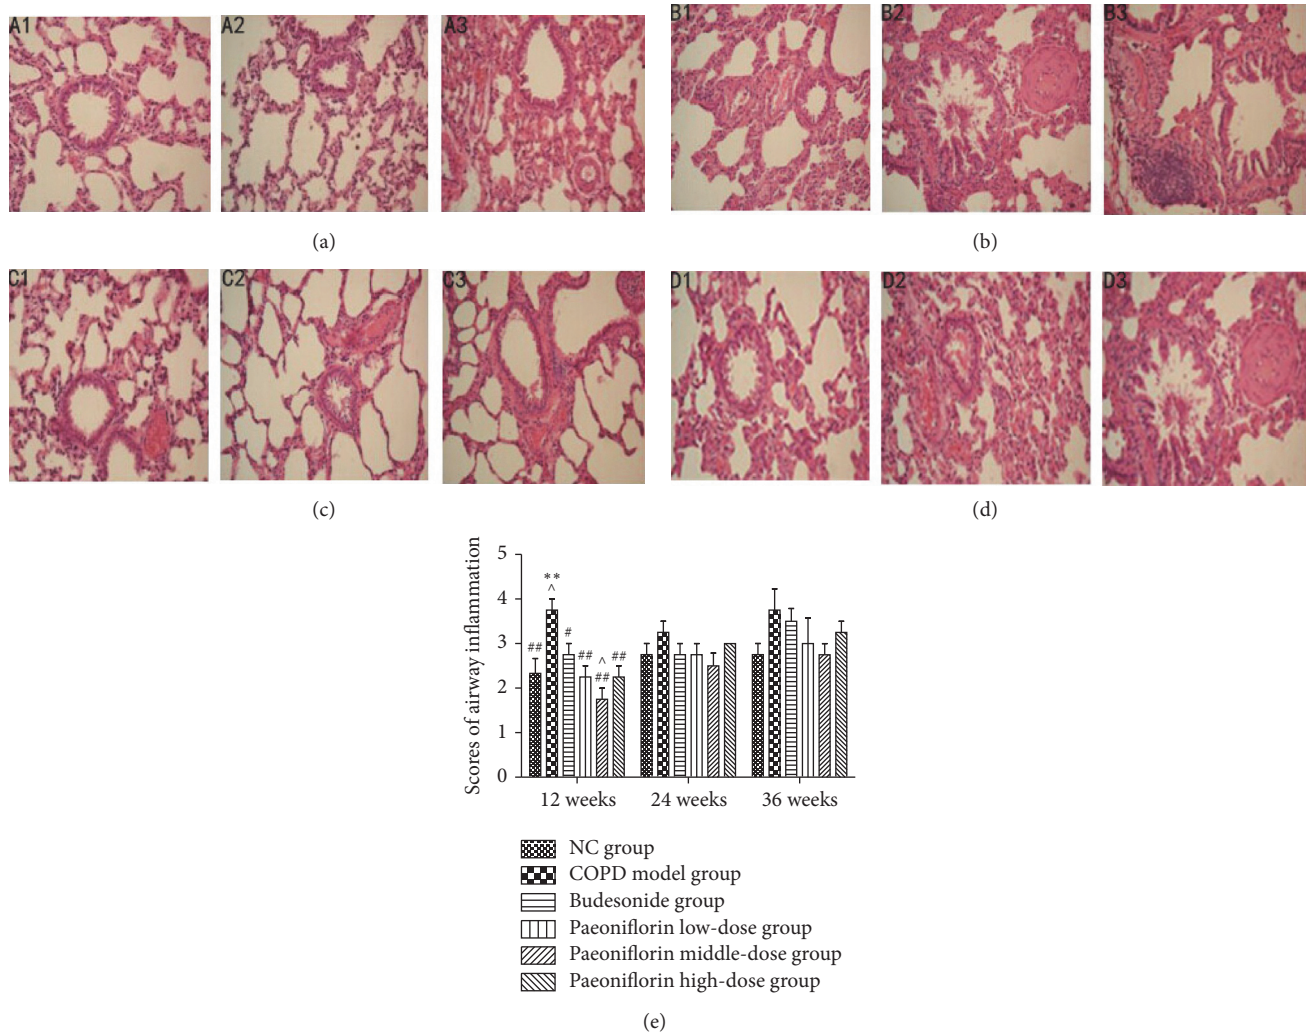 A1 A2 A3 B1 B2 B3
(a) (b)
C1 C2 C3 D1 D2 D3
(c) (d)
Scores of airway inflammation
5
4
3
2
1
0
**
^
##
#
##
^
##
##
12 weeks 24 weeks 36 weeks
NC group
COPD model group
Budesonide group
Paeoniflorin low-dose group
Paeoniflorin middle-dose group
Paeoniflorin high-dose group
(e)